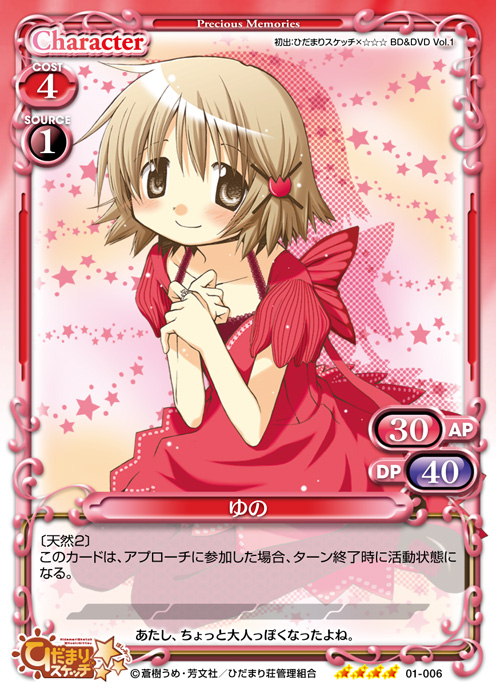 Precious Memories
Character
初出:ひだまりスケッチ×☆☆☆ BD&DVD Vol.1
COST
4
SOURCE
1
30 AP
DP 40
ゆの
〔天然2〕
このカードは、アプローチに参加した場合、ターン終了時に活動状態に
なる。
あたし、ちょっと大人っぽくなったよね。
ひだまり
スケッチ
©蒼樹うめ・芳文社/ひだまり荘管理組合
01-006